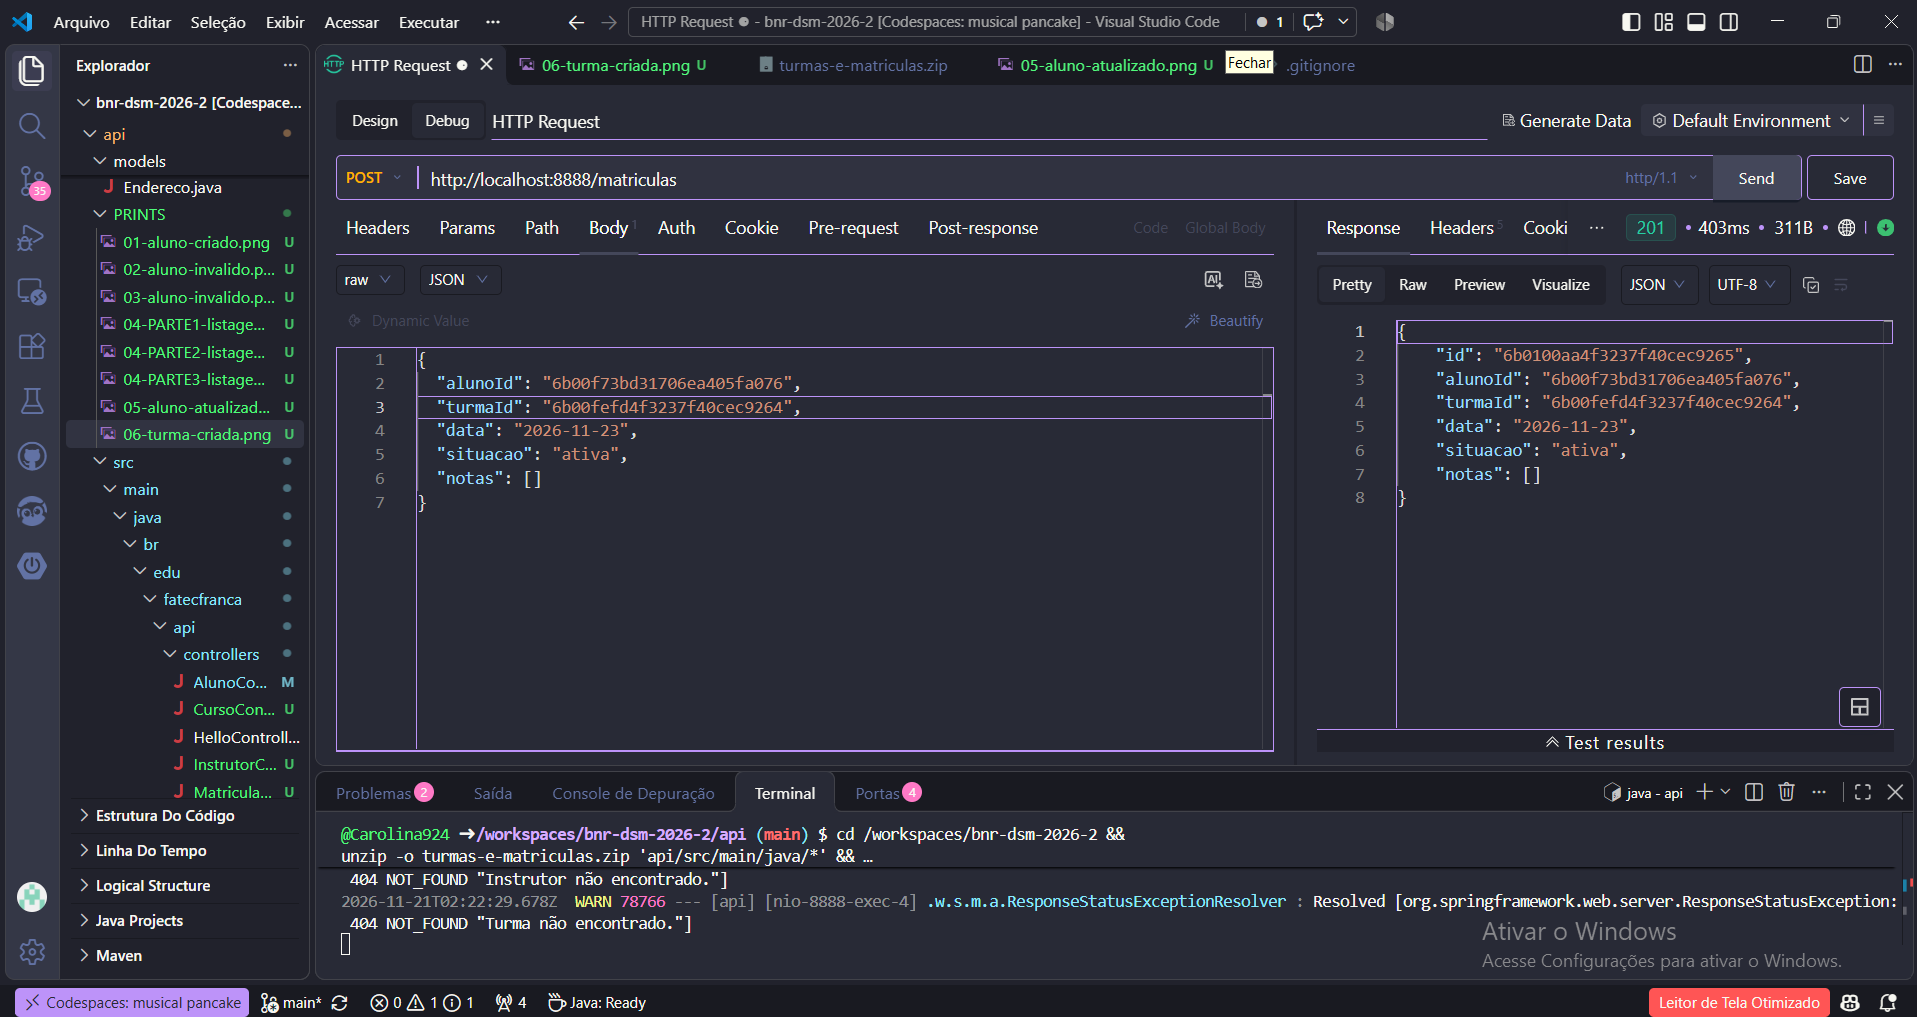 Arquivo Editar Seleção Exibir Acessar Executar ···
HTTP Request ● - bnr-dsm-2026-2 [Codespaces: musical pancake] - Visual Studio Code
● 1
Explorador ···
HTTP Request
06-turma-criada.png U
turmas-e-matriculas.zip
05-aluno-atualizado.png U
Fechar
.gitignore
bnr-dsm-2026-2 [Codespace...
api
models
Endereco.java
PRINTS
01-aluno-criado.png U
02-aluno-invalido.p... U
03-aluno-invalido.p... U
04-PARTE1-listage... U
04-PARTE2-listage... U
04-PARTE3-listage... U
05-aluno-atualizad... U
06-turma-criada.png U
src
main
java
br
edu
fatecfranca
api
controllers
AlunoCo... M
CursoCon... U
HelloControll...
InstrutorC... U
Matricula... U
Estrutura Do Código
Linha Do Tempo
Logical Structure
Java Projects
Maven
35
Design Debug HTTP Request
Generate Data Default Environment
POST http://localhost:8888/matriculas http/1.1 Send Save
Headers Params Path Body 1 Auth Cookie Pre-request Post-response Code Global Body
raw JSON
Dynamic Value Beautify
1 {
2 "alunoId": "6b00f73bd31706ea405fa076",
3 "turmaId": "6b00fefd4f3237f40cec9264",
4 "data": "2026-11-23",
5 "situacao": "ativa",
6 "notas": []
7 }
Response Headers 5 Cooki ··· 201 • 403ms • 311B •
Pretty Raw Preview Visualize JSON UTF-8
1 {
2 "id": "6b0100aa4f3237f40cec9265",
3 "alunoId": "6b00f73bd31706ea405fa076",
4 "turmaId": "6b00fefd4f3237f40cec9264",
5 "data": "2026-11-23",
6 "situacao": "ativa",
7 "notas": []
8 }
Test results
Problemas 2 Saída Console de Depuração Terminal Portas 4
java - api
@Carolina924 ➜/workspaces/bnr-dsm-2026-2/api (main) $ cd /workspaces/bnr-dsm-2026-2 &&
unzip -o turmas-e-matriculas.zip 'api/src/main/java/*' && …
404 NOT_FOUND "Instrutor não encontrado."]
2026-11-21T02:22:29.678Z WARN 78766 --- [api] [nio-8888-exec-4] .w.s.m.a.ResponseStatusExceptionResolver : Resolved [org.springframework.web.server.ResponseStatusException:
404 NOT_FOUND "Turma não encontrado."]
Ativar o Windows
Acesse Configurações para ativar o Windows.
Codespaces: musical pancake main* 0 1 1 4 Java: Ready
Leitor de Tela Otimizado